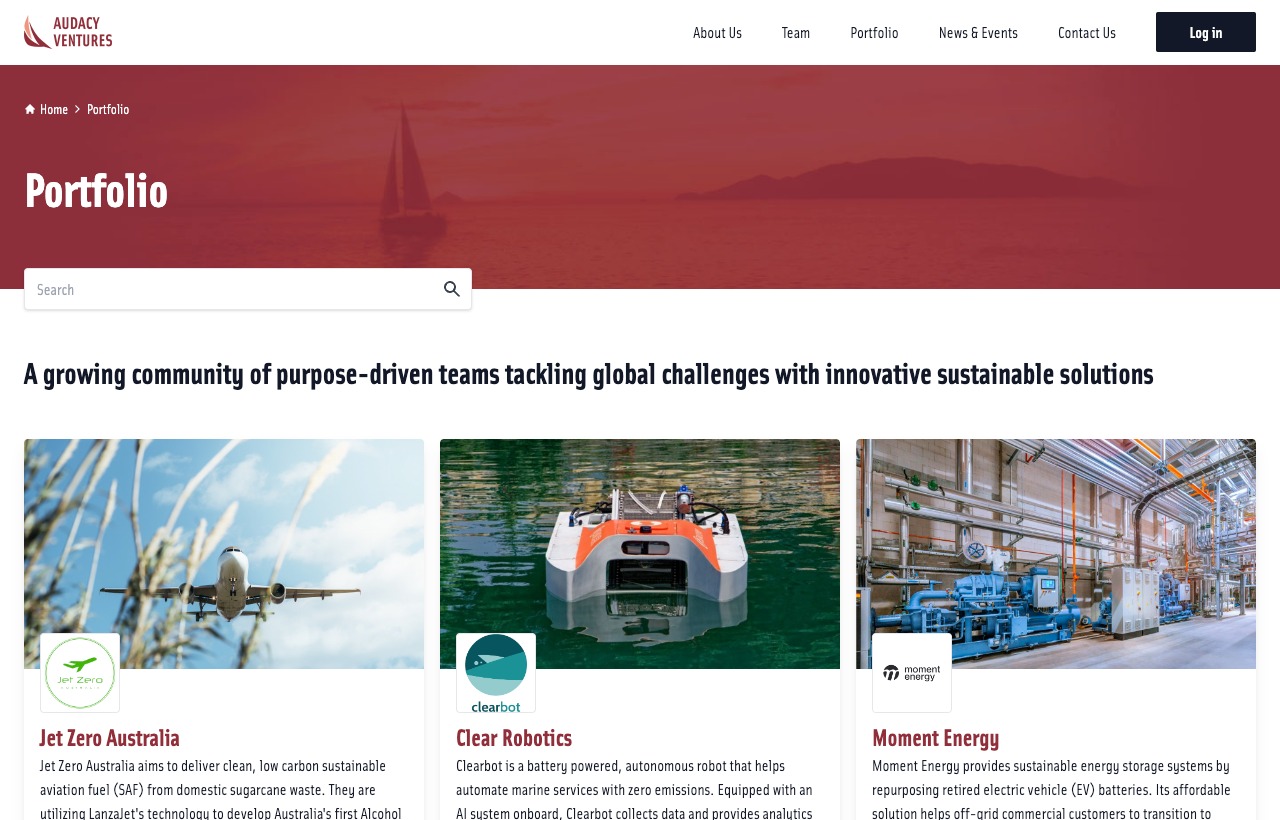 AUDACY
VENTURES
About Us
Team
Portfolio
News & Events
Contact Us
Log in
Home
Portfolio
Portfolio
Search
A growing community of purpose-driven teams tackling global challenges with innovative sustainable solutions
Jet Zero
AUSTRALIA
clearbot
moment
energy
Jet Zero Australia
Jet Zero Australia aims to deliver clean, low carbon sustainable
aviation fuel (SAF) from domestic sugarcane waste. They are
utilizing LanzaJet's technology to develop Australia's first Alcohol
Clear Robotics
Clearbot is a battery powered, autonomous robot that helps
automate marine services with zero emissions. Equipped with an
AI system onboard, Clearbot collects data and provides analytics
Moment Energy
Moment Energy provides sustainable energy storage systems by
repurposing retired electric vehicle (EV) batteries. Its affordable
solution helps off-grid commercial customers to transition to